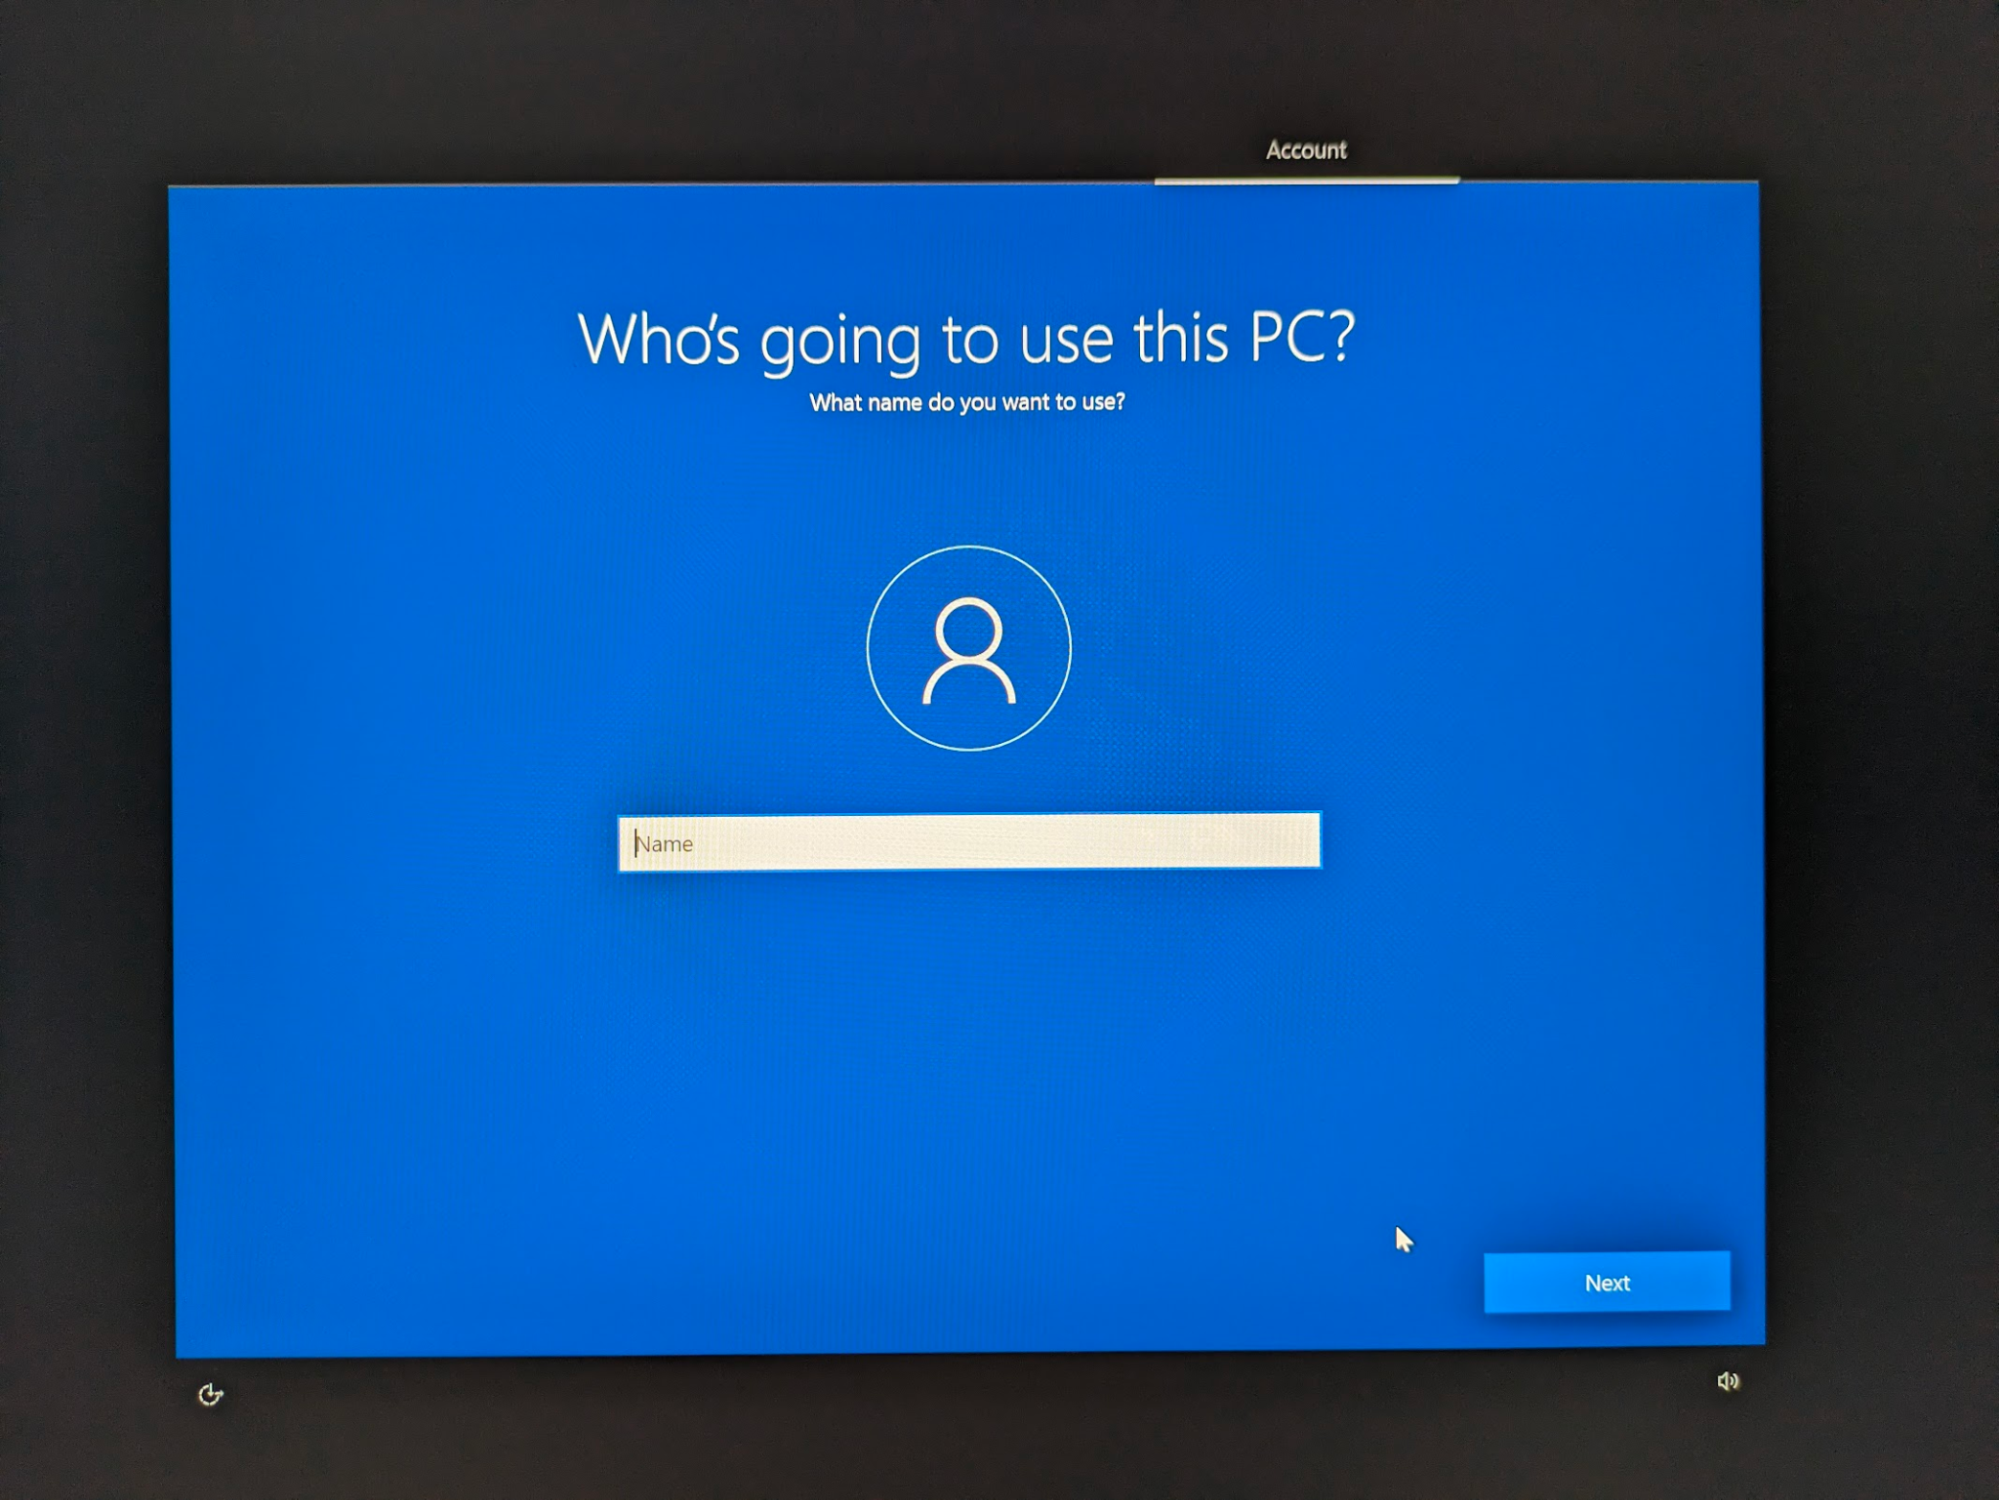 Account
Who's going to use this PC?
What name do you want to use?
Name
Next